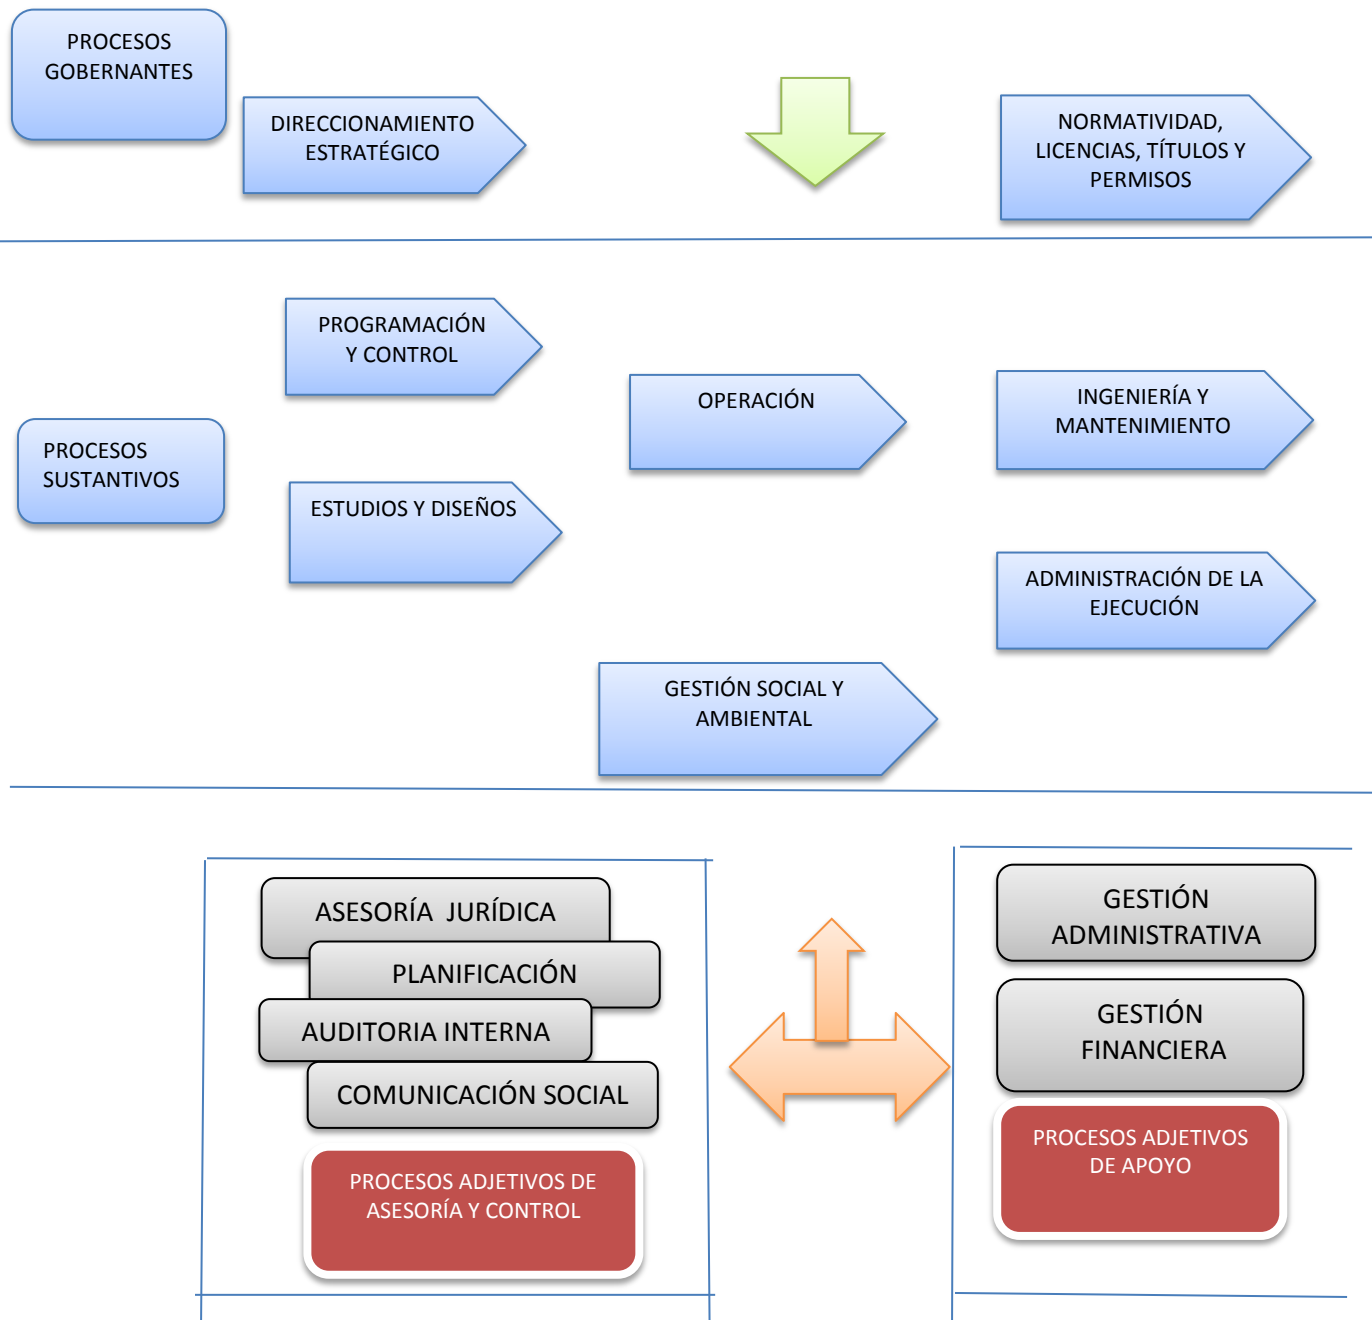 PROCESOS
GOBERNANTES
DIRECCIONAMIENTO
ESTRATÉGICO
NORMATIVIDAD,
LICENCIAS, TÍTULOS Y
PERMISOS
PROGRAMACIÓN
Y CONTROL
OPERACIÓN
INGENIERÍA Y
MANTENIMIENTO
PROCESOS
SUSTANTIVOS
ESTUDIOS Y DISEÑOS
ADMINISTRACIÓN DE LA
EJECUCIÓN
GESTIÓN SOCIAL Y
AMBIENTAL
ASESORÍA JURÍDICA
PLANIFICACIÓN
AUDITORIA INTERNA
COMUNICACIÓN SOCIAL
PROCESOS ADJETIVOS DE
ASESORÍA Y CONTROL
GESTIÓN
ADMINISTRATIVA
GESTIÓN
FINANCIERA
PROCESOS ADJETIVOS
DE APOYO